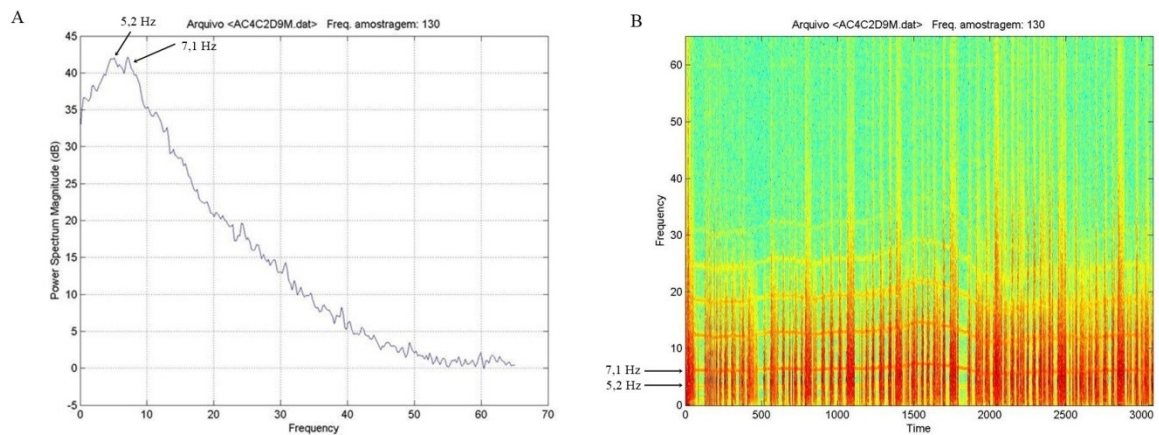 A
Arquivo <AC4C2D9M.dat> Freq. amostragem: 130
5,2 Hz
7,1 Hz
45
40
35
30
25
20
15
10
5
0
-5
Power Spectrum Magnitude (dB)
0 10 20 30 40 50 60 70
Frequency
B
Arquivo <AC4C2D9M.dat> Freq. amostragem: 130
60
50
40
30
20
10
0
Frequency
7,1 Hz
5,2 Hz
0 500 1000 1500 2000 2500 3000
Time